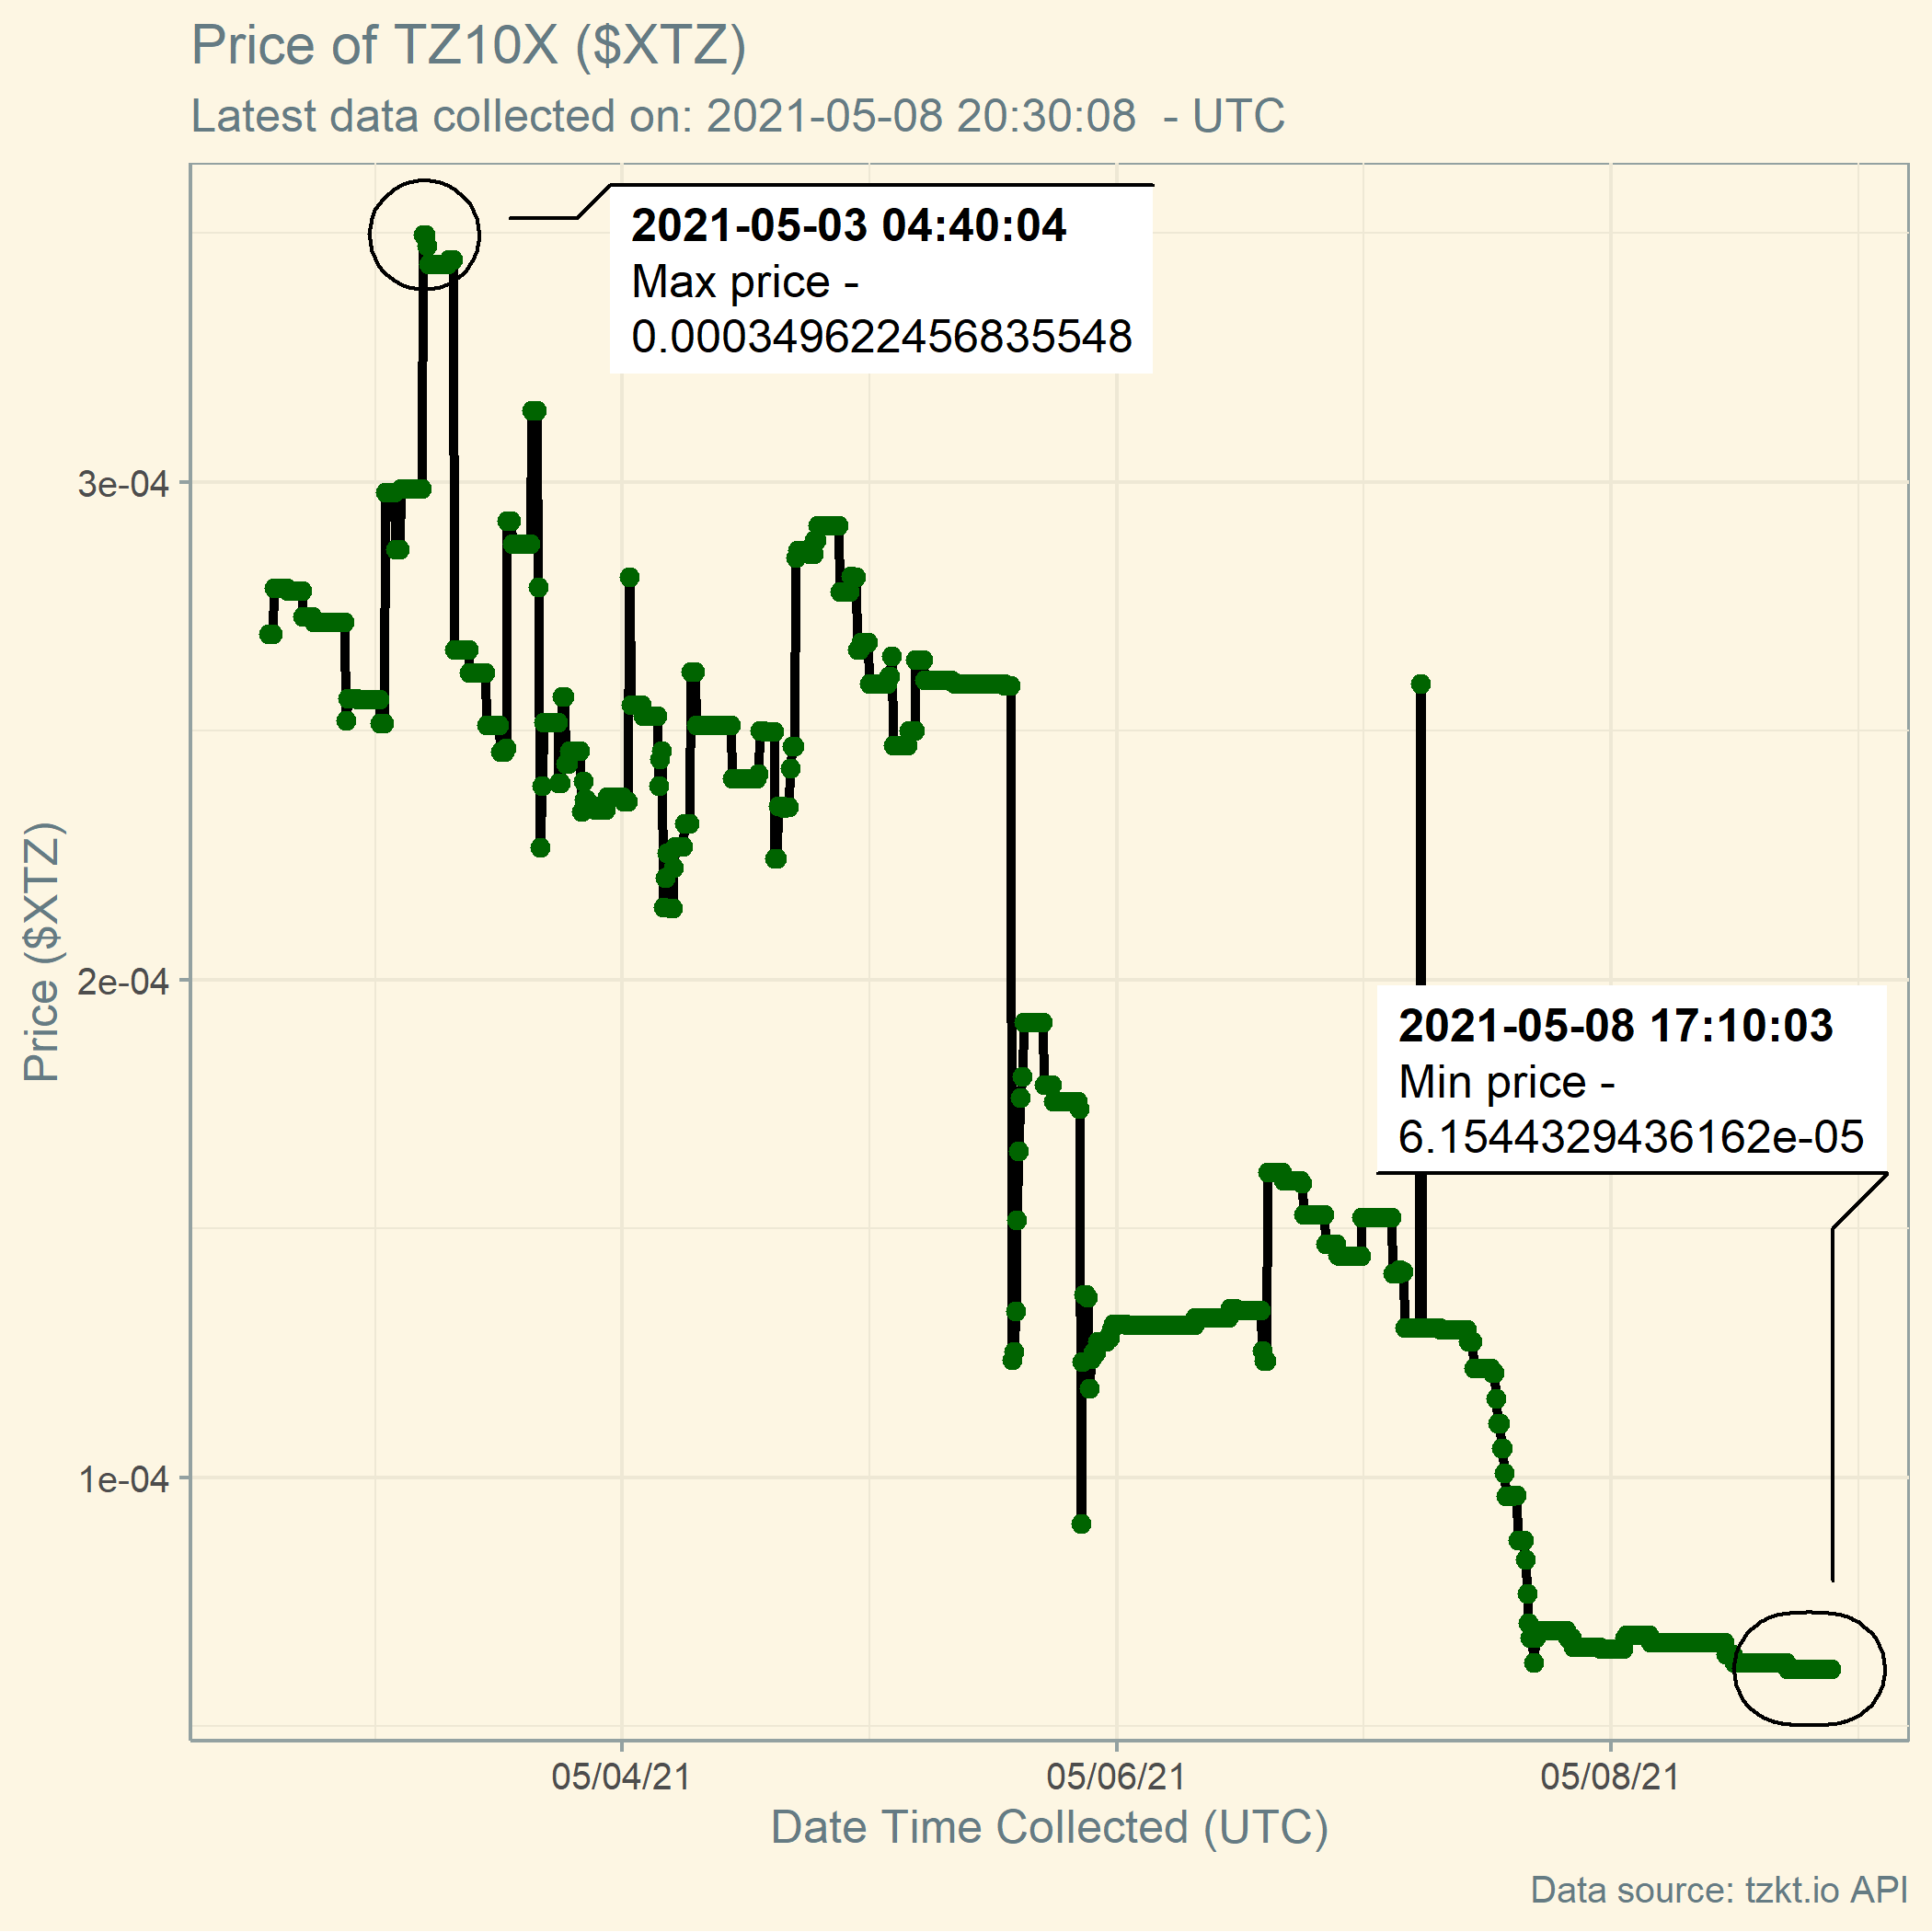 Price of TZ10X ($XTZ)
Latest data collected on: 2021-05-08 20:30:08  - UTC
2021-05-03 04:40:04
Max price -
0.000349622456835548
3e-04
2e-04
1e-04
Price ($XTZ)
2021-05-08 17:10:03
Min price -
6.1544329436162e-05
05/04/21
05/06/21
05/08/21
Date Time Collected (UTC)
Data source: tzkt.io API